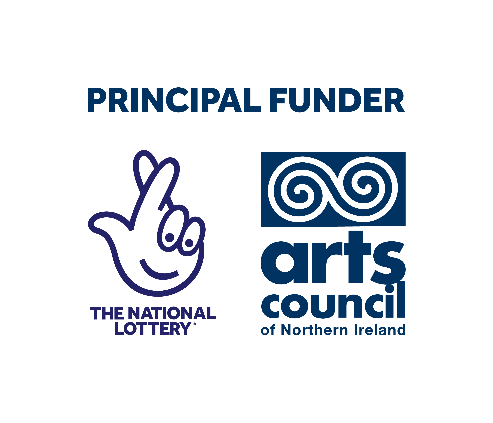 PRINCIPAL FUNDER
THE NATIONAL
LOTTERY
arts
council
of Northern Ireland